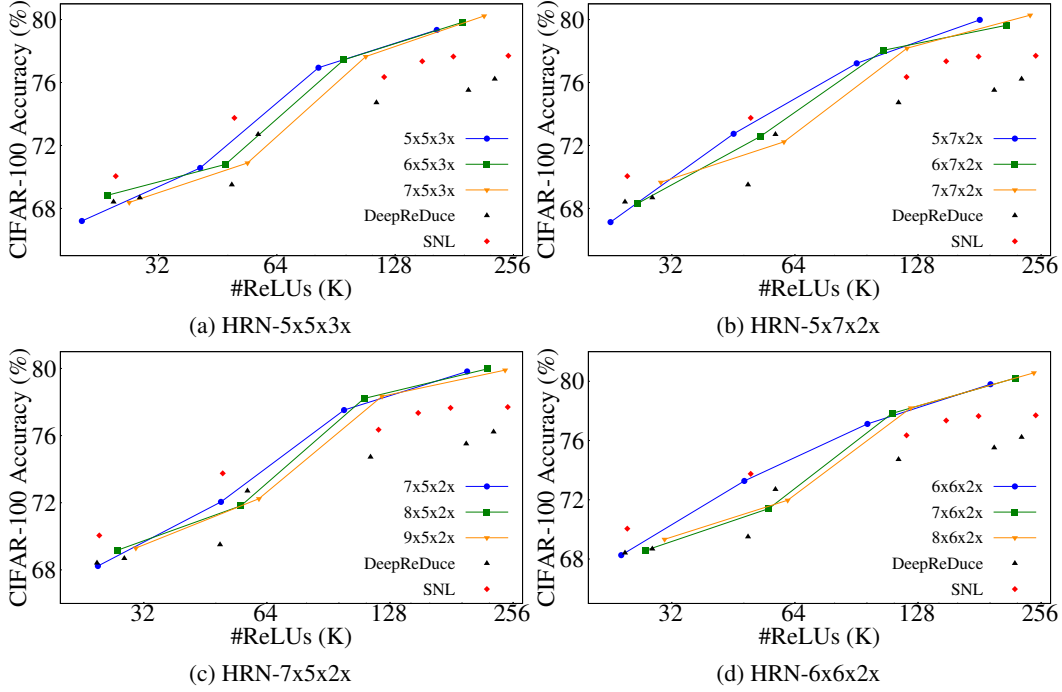 CIFAR-100 Accuracy (%)
80
76
72
68
5x5x3x
6x5x3x
7x5x3x
DeepReDuce
SNL
32 64 128 256
#ReLUs (K)
(a) HRN-5x5x3x
CIFAR-100 Accuracy (%)
80
76
72
68
5x7x2x
6x7x2x
7x7x2x
DeepReDuce
SNL
32 64 128 256
#ReLUs (K)
(b) HRN-5x7x2x
CIFAR-100 Accuracy (%)
80
76
72
68
7x5x2x
8x5x2x
9x5x2x
DeepReDuce
SNL
32 64 128 256
#ReLUs (K)
(c) HRN-7x5x2x
CIFAR-100 Accuracy (%)
80
76
72
68
6x6x2x
7x6x2x
8x6x2x
DeepReDuce
SNL
32 64 128 256
#ReLUs (K)
(d) HRN-6x6x2x